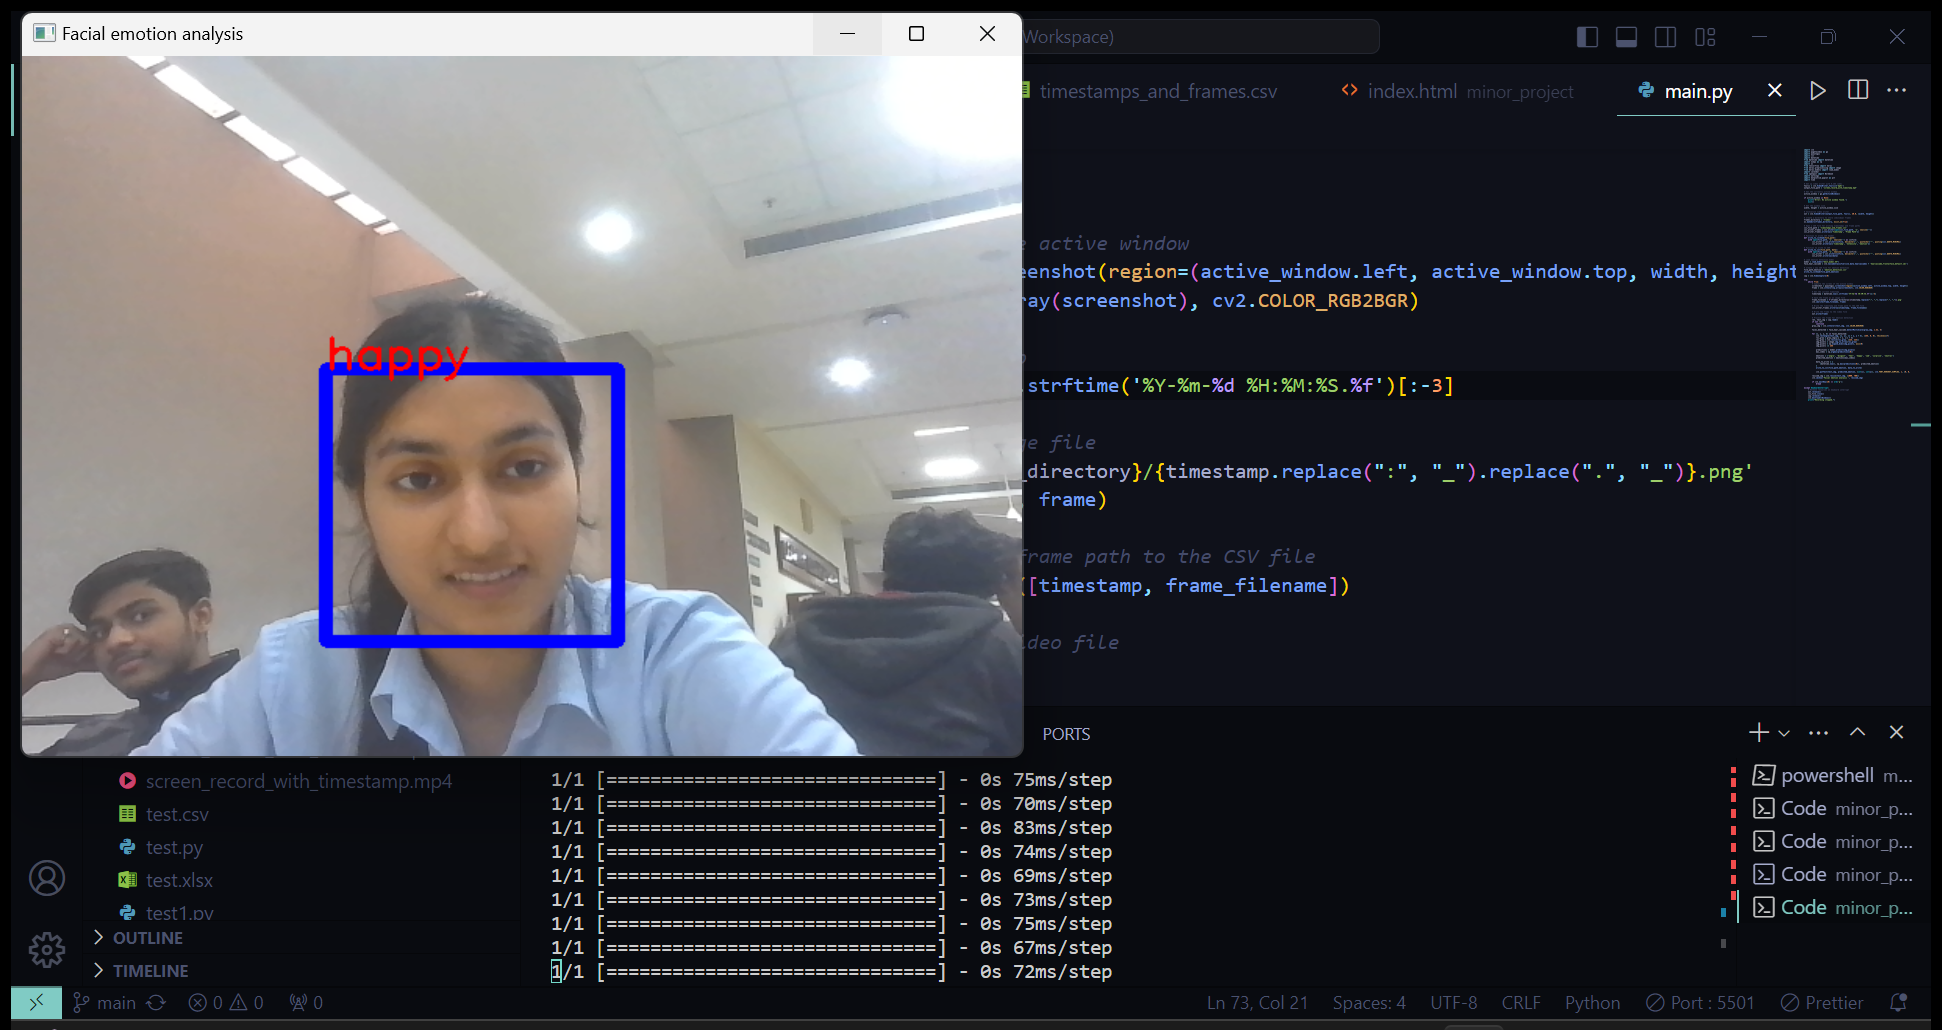 Facial emotion analysis
Workspace)
timestamps_and_frames.csv
index.html minor_project
main.py
happy
active window
eenshot(region=(active_window.left, active_window.top, width, height
ray(screenshot), cv2.COLOR_RGB2BGR)
.strftime('%Y-%m-%d %H:%M:%S.%f')[:-3]
ge file
_directory}/{timestamp.replace(":", "_").replace(".", "_")}.png'
frame)
frame path to the CSV file
([timestamp, frame_filename])
ideo file
PORTS
screen_record_with_timestamp.mp4
test.csv
test.py
test.xlsx
test1.py
OUTLINE
TIMELINE
1/1 [==============================] - 0s 75ms/step
1/1 [==============================] - 0s 70ms/step
1/1 [==============================] - 0s 83ms/step
1/1 [==============================] - 0s 74ms/step
1/1 [==============================] - 0s 69ms/step
1/1 [==============================] - 0s 73ms/step
1/1 [==============================] - 0s 75ms/step
1/1 [==============================] - 0s 67ms/step
1/1 [==============================] - 0s 72ms/step
powershell m...
Code minor_p...
Code minor_p...
Code minor_p...
Code minor_p...
main
0
0
0
Ln 73, Col 21
Spaces: 4
UTF-8
CRLF
Python
Port : 5501
Prettier